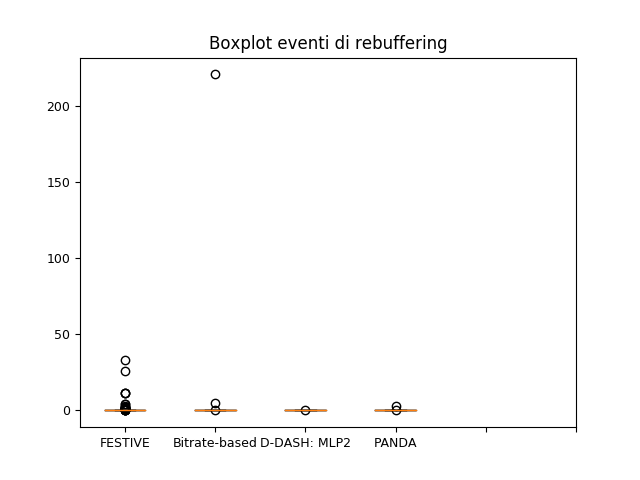 Boxplot eventi di rebuffering
200
150
100
50
0
FESTIVE Bitrate-based D-DASH: MLP2 PANDA